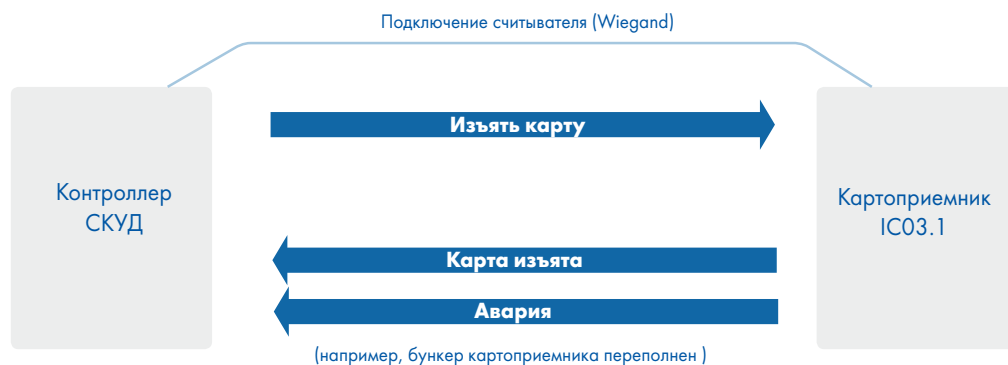 Подключение считывателя (Wiegand)
Изъять карту
Контроллер
СКУД
Картоприемник
IC03.1
Карта изъята
Авария
(например, бункер картоприемника переполнен )